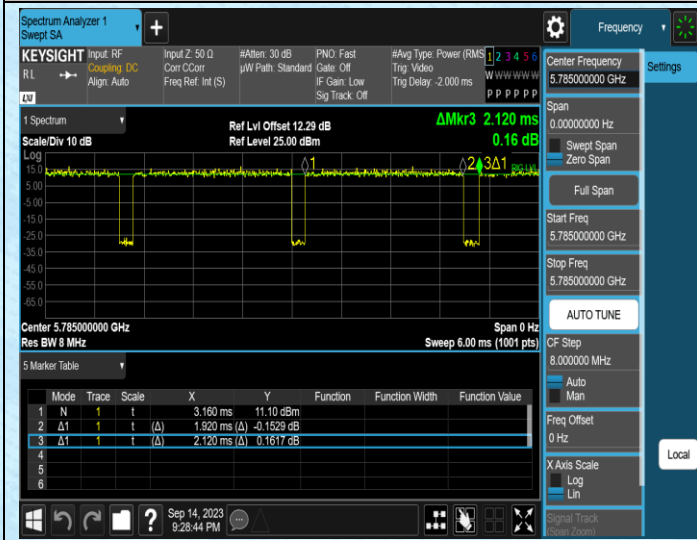 Spectrum Analyzer 1
Swept SA
Frequency
KEYSIGHT
RL
LXI
Input: RF
Coupling: DC
Align: Auto
Input Z: 50 Ω
Corr CCorr
Freq Ref: Int (S)
#Atten: 30 dB
µW Path: Standard
PNO: Fast
Gate: Off
IF Gain: Low
Sig Track: Off
#Avg Type: Power (RMS
Trig: Video
Trig Delay: -2.000 ms
1 2 3 4 5 6
W W W W W W
P P P P P P
1 Spectrum
Scale/Div 10 dB
Log
Ref Lvl Offset 12.29 dB
Ref Level 25.00 dBm
ΔMkr3 2.120 ms
0.16 dB
1
2
3Δ1
15.0
5.00
-5.00
-15.0
-25.0
-35.0
-45.0
-55.0
-65.0
Center 5.785000000 GHz
Span 0 Hz
Res BW 8 MHz
Sweep 6.00 ms (1001 pts)
5 Marker Table
Mode Trace Scale X Y Function Function Width Function Value
1 N 1 t 3.160 ms 11.10 dBm
2 Δ1 1 t (Δ) 1.920 ms (Δ) -0.1529 dB
3 Δ1 1 t (Δ) 2.120 ms (Δ) 0.1617 dB
4
5
6
Sep 14, 2023
9:28:44 PM
Center Frequency
5.785000000 GHz
Span
0.00000000 Hz
Swept Span
Zero Span
Full Span
Start Freq
5.785000000 GHz
Stop Freq
5.785000000 GHz
AUTO TUNE
CF Step
8.000000 MHz
Auto
Man
Freq Offset
0 Hz
X Axis Scale
Log
Lin
Signal Track
(Span Zoom)
Settings
Local